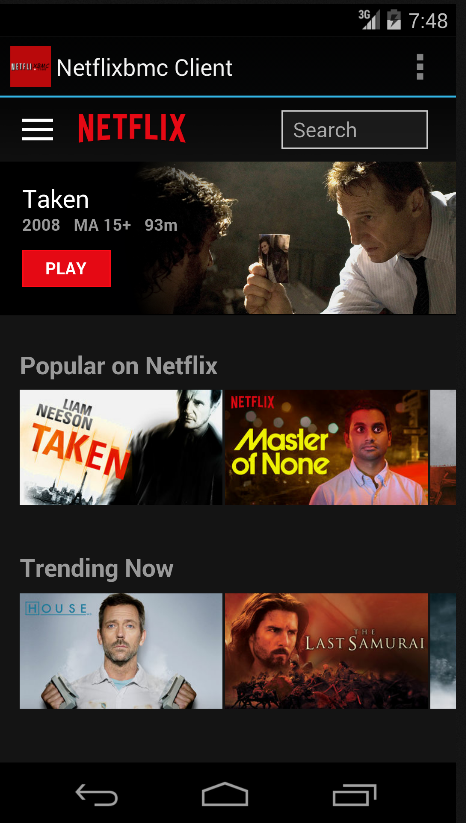 3G 7:48
NETFLIXBMC Netflixbmc Client
NETFLIX Search
Taken
2008 MA 15+ 93m
PLAY
Popular on Netflix
LIAM
NEESON
TAKEN
NETFLIX
Master
of None
Trending Now
HOUSE
THE
LAST SAMURAI